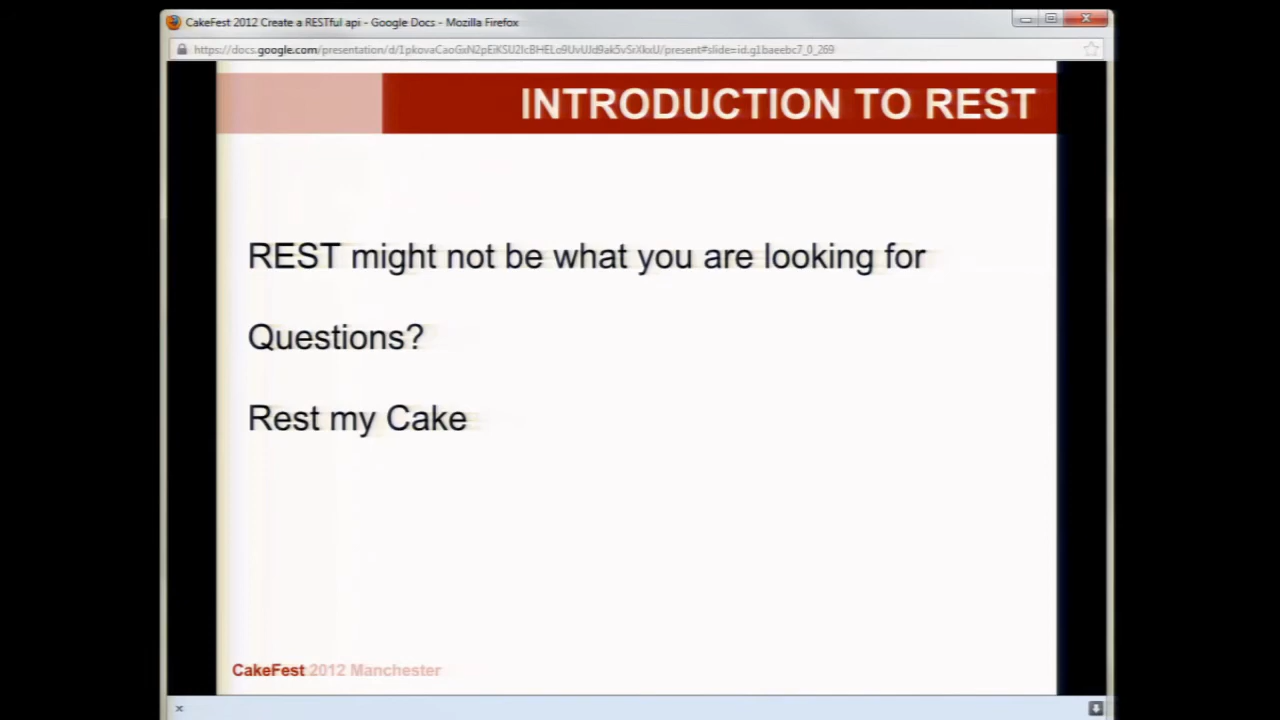 CakeFest 2012 Create a RESTful api - Google Docs - Mozilla Firefox
INTRODUCTION TO REST
REST might not be what you are looking for
Questions?
Rest my Cake
CakeFest 2012 Manchester